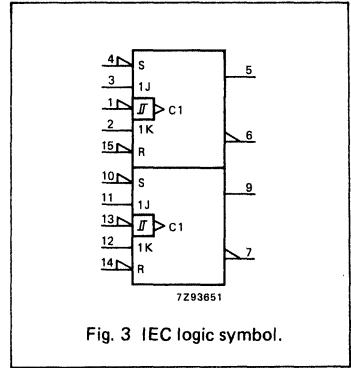 4 S 5
3 1J
1 C1
2 1K 6
15 R
10 S 9
11 1J
13 C1
12 1K 7
14 R
7Z93651
Fig. 3 IEC logic symbol.